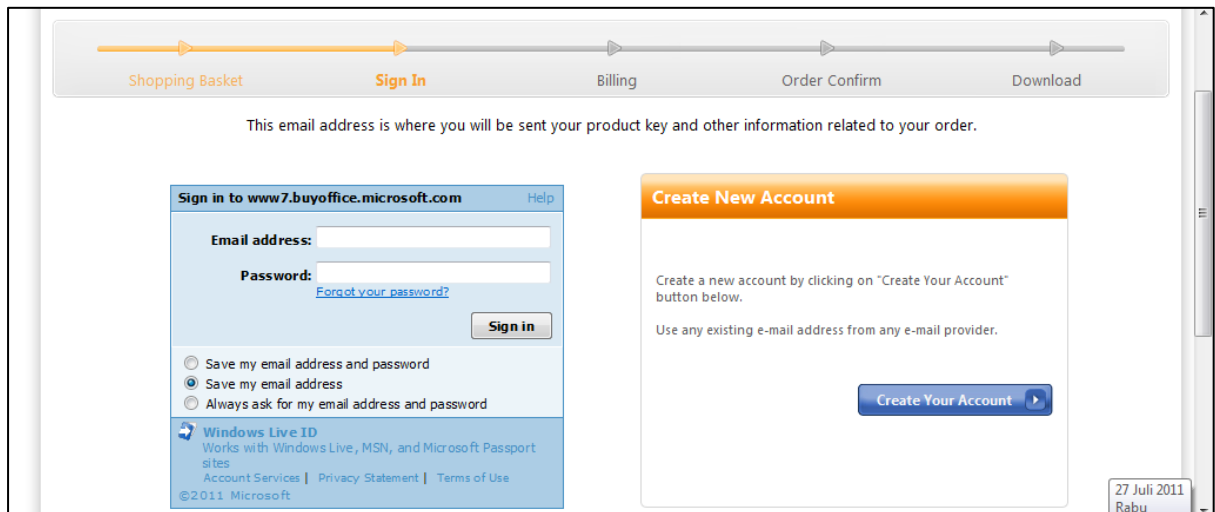 Shopping Basket
Sign In
Billing
Order Confirm
Download
This email address is where you will be sent your product key and other information related to your order.
Sign in to www7.buyoffice.microsoft.com
Help
Email address:
Password:
Forgot your password?
Sign in
Save my email address and password
Save my email address
Always ask for my email address and password
Windows Live ID
Works with Windows Live, MSN, and Microsoft Passport
sites
Account Services | Privacy Statement | Terms of Use
©2011 Microsoft
Create New Account
Create a new account by clicking on "Create Your Account"
button below.
Use any existing e-mail address from any e-mail provider.
Create Your Account
27 Juli 2011
Rabu